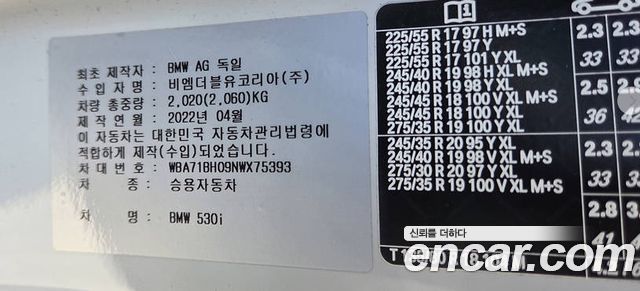 최초 제작자 : BMW AG 독일
수 입 자 명 : 비엠더블유코리아(주)
차량 총중량 : 2,020(2,060)KG
제 작 연 월 : 2022년 04월
이 자동차는 대한민국 자동차관리법령에
적합하게 제작(수입)되었습니다.
차 대 번 호 : WBA71BH09NWX75393
차 종 : 승용자동차
차 명 : BMW 530i
225/55 R 17 97 H M+S
225/55 R 17 97 Y
225/55 R 17 101 Y XL
245/40 R 19 98 H XL M+S
245/40 R 19 98 Y XL
245/45 R 18 100 V XL M+S
245/45 R 18 100 Y XL
275/35 R 19 100 Y XL
245/35 R 20 95 Y XL
245/40 R 19 98 V XL M+S
275/30 R 20 97 Y XL
275/35 R 19 100 V XL M+S
2.3 2.
33 33
2.5 2.
36 42
2.3
33 33
2.8 3.
41
신뢰를 더하다
encar.com